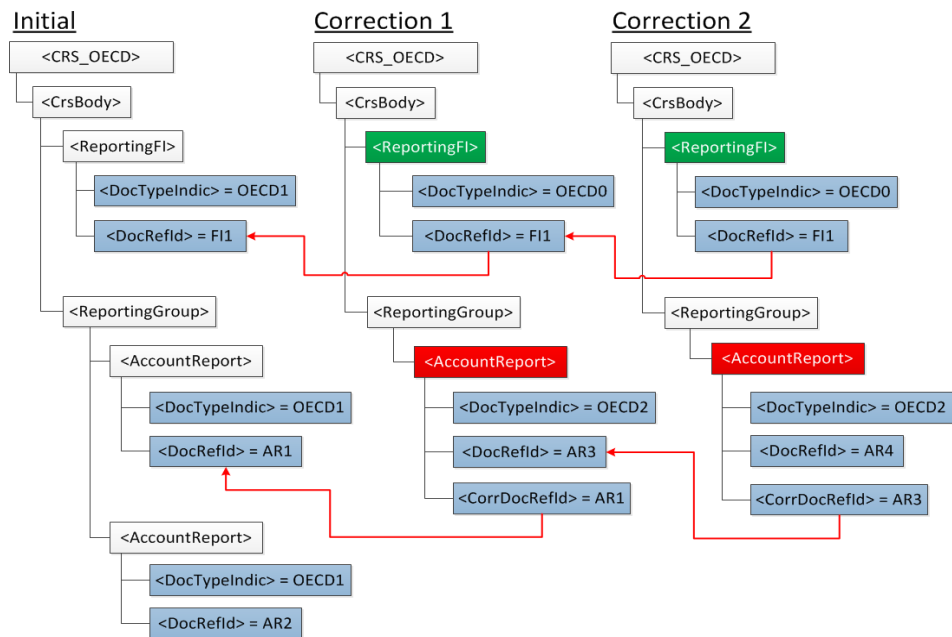 Initial
<CRS_OECD>
<CrsBody>
<ReportingFI>
<DocTypeIndic> = OECD1
<DocRefId> = FI1
<ReportingGroup>
<AccountReport>
<DocTypeIndic> = OECD1
<DocRefId> = AR1
<AccountReport>
<DocTypeIndic> = OECD1
<DocRefId> = AR2
Correction 1
<CRS_OECD>
<CrsBody>
<ReportingFI>
<DocTypeIndic> = OECD0
<DocRefId> = FI1
<ReportingGroup>
<AccountReport>
<DocTypeIndic> = OECD2
<DocRefId> = AR3
<CorrDocRefId> = AR1
Correction 2
<CRS_OECD>
<CrsBody>
<ReportingFI>
<DocTypeIndic> = OECD0
<DocRefId> = FI1
<ReportingGroup>
<AccountReport>
<DocTypeIndic> = OECD2
<DocRefId> = AR4
<CorrDocRefId> = AR3